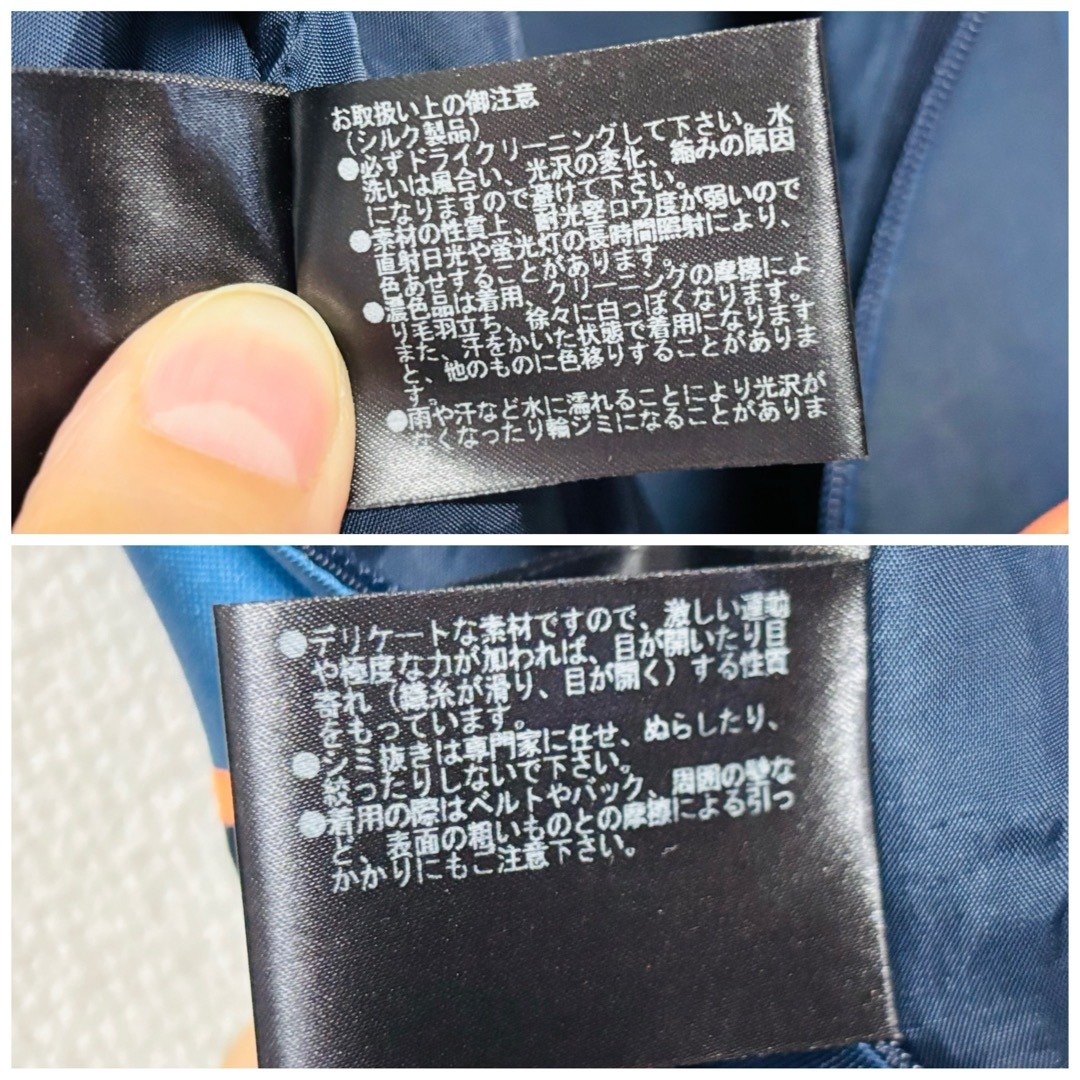 お取扱い上の御注意
(シルク製品)
●必ずドライクリーニングして下さい。水
洗いは風合い、光沢の変化、縮みの原因
になりますので避けて下さい。
●素材の性質上、耐光堅ロウ度が弱いので
直射日光や蛍光灯の長時間照射により、
色あせすることがあります。
●濃色品は着用、クリーニングの摩擦によ
り毛羽立ち、徐々に白っぽくなります。
また、汗をかいた状態で着用になります
と、他のものに色移りすることがありま
す。
●雨や汗など水に濡れることにより光沢が
なくなったり輪ジミになることがありま
●デリケートな素材ですので、激しい運動
や極度な力が加われば、目が開いたり目
寄れ(織糸が滑り、目が開く)する性質
をもっています。
●シミ抜きは専門家に任せ、ぬらしたり、
絞ったりしないで下さい。
●着用の際はベルトやバック、周囲の壁な
ど、表面の粗いものとの摩擦による引っ
かかりにもご注意下さい。